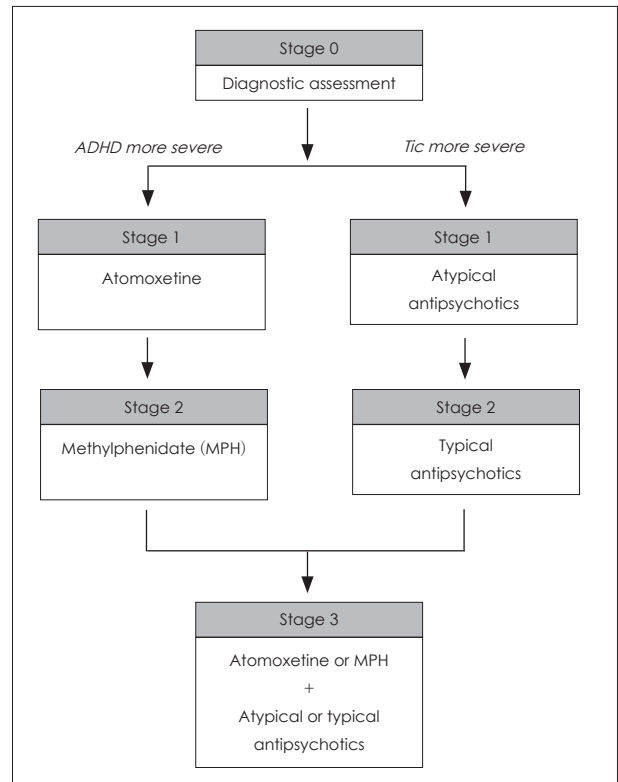 Stage 0
Diagnostic assessment
ADHD more severe
Tic more severe
Stage 1
Atomoxetine
Stage 1
Atypical
antipsychotics
Stage 2
Methylphenidate (MPH)
Stage 2
Typical
antipsychotics
Stage 3
Atomoxetine or MPH
+
Atypical or typical
antipsychotics